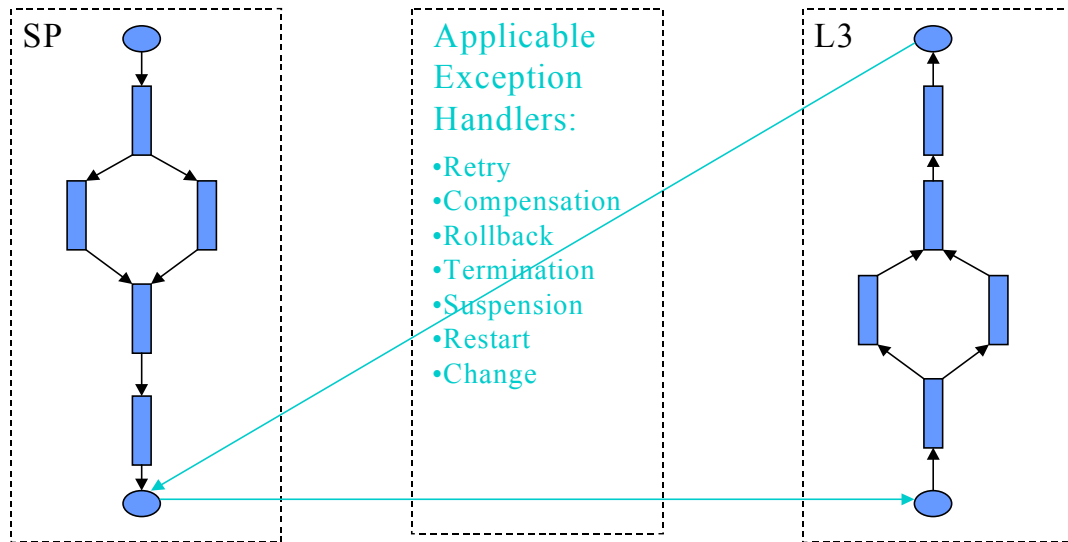 SP
Applicable
Exception
Handlers:
•Retry
•Compensation
•Rollback
•Termination
•Suspension
•Restart
•Change
L3